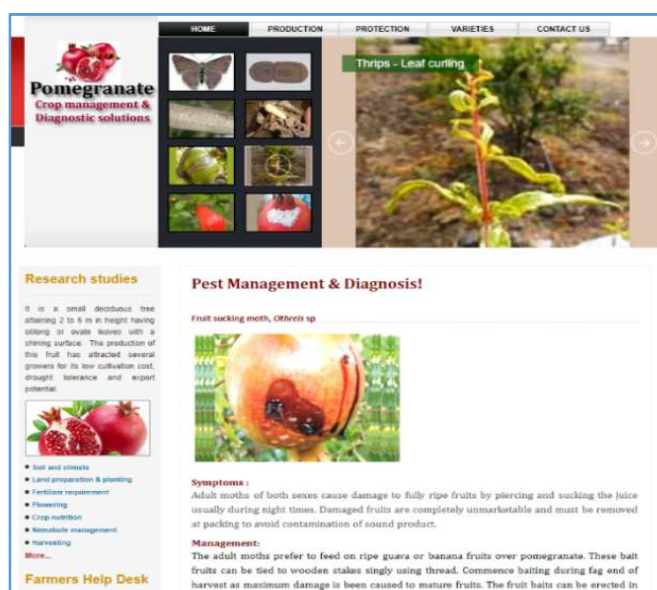 HOME PRODUCTION PROTECTION VARIETIES CONTACT US
Pomegranate
Crop management &
Diagnostic solutions
Thrips - Leaf curling
Research studies
It is a small deciduous tree
attaining 2 to 6 m in height having
oblong or ovate leaves with a
shining surface. The production of
this fruit has attracted several
growers for its low cultivation cost,
drought tolerance and export
potential.
Soil and climate
Land preparation & planting
Fertilizer requirement
Flowering
Crop nutrition
Nematode management
Harvesting
More...
Farmers Help Desk
Pest Management & Diagnosis!
Fruit sucking moth, Othreis sp
Symptoms :
Adult moths of both sexes cause damage to fully ripe fruits by piercing and sucking the juice
usually during night times. Damaged fruits are completely unmarketable and must be removed
at packing to avoid contamination of sound product.
Management:
The adult moths prefer to feed on ripe guava or banana fruits over pomegranate. These bait
fruits can be tied to wooden stakes singly using thread. Commence baiting during fag end of
harvest as maximum damage is been caused to mature fruits. The fruit baits can be erected in